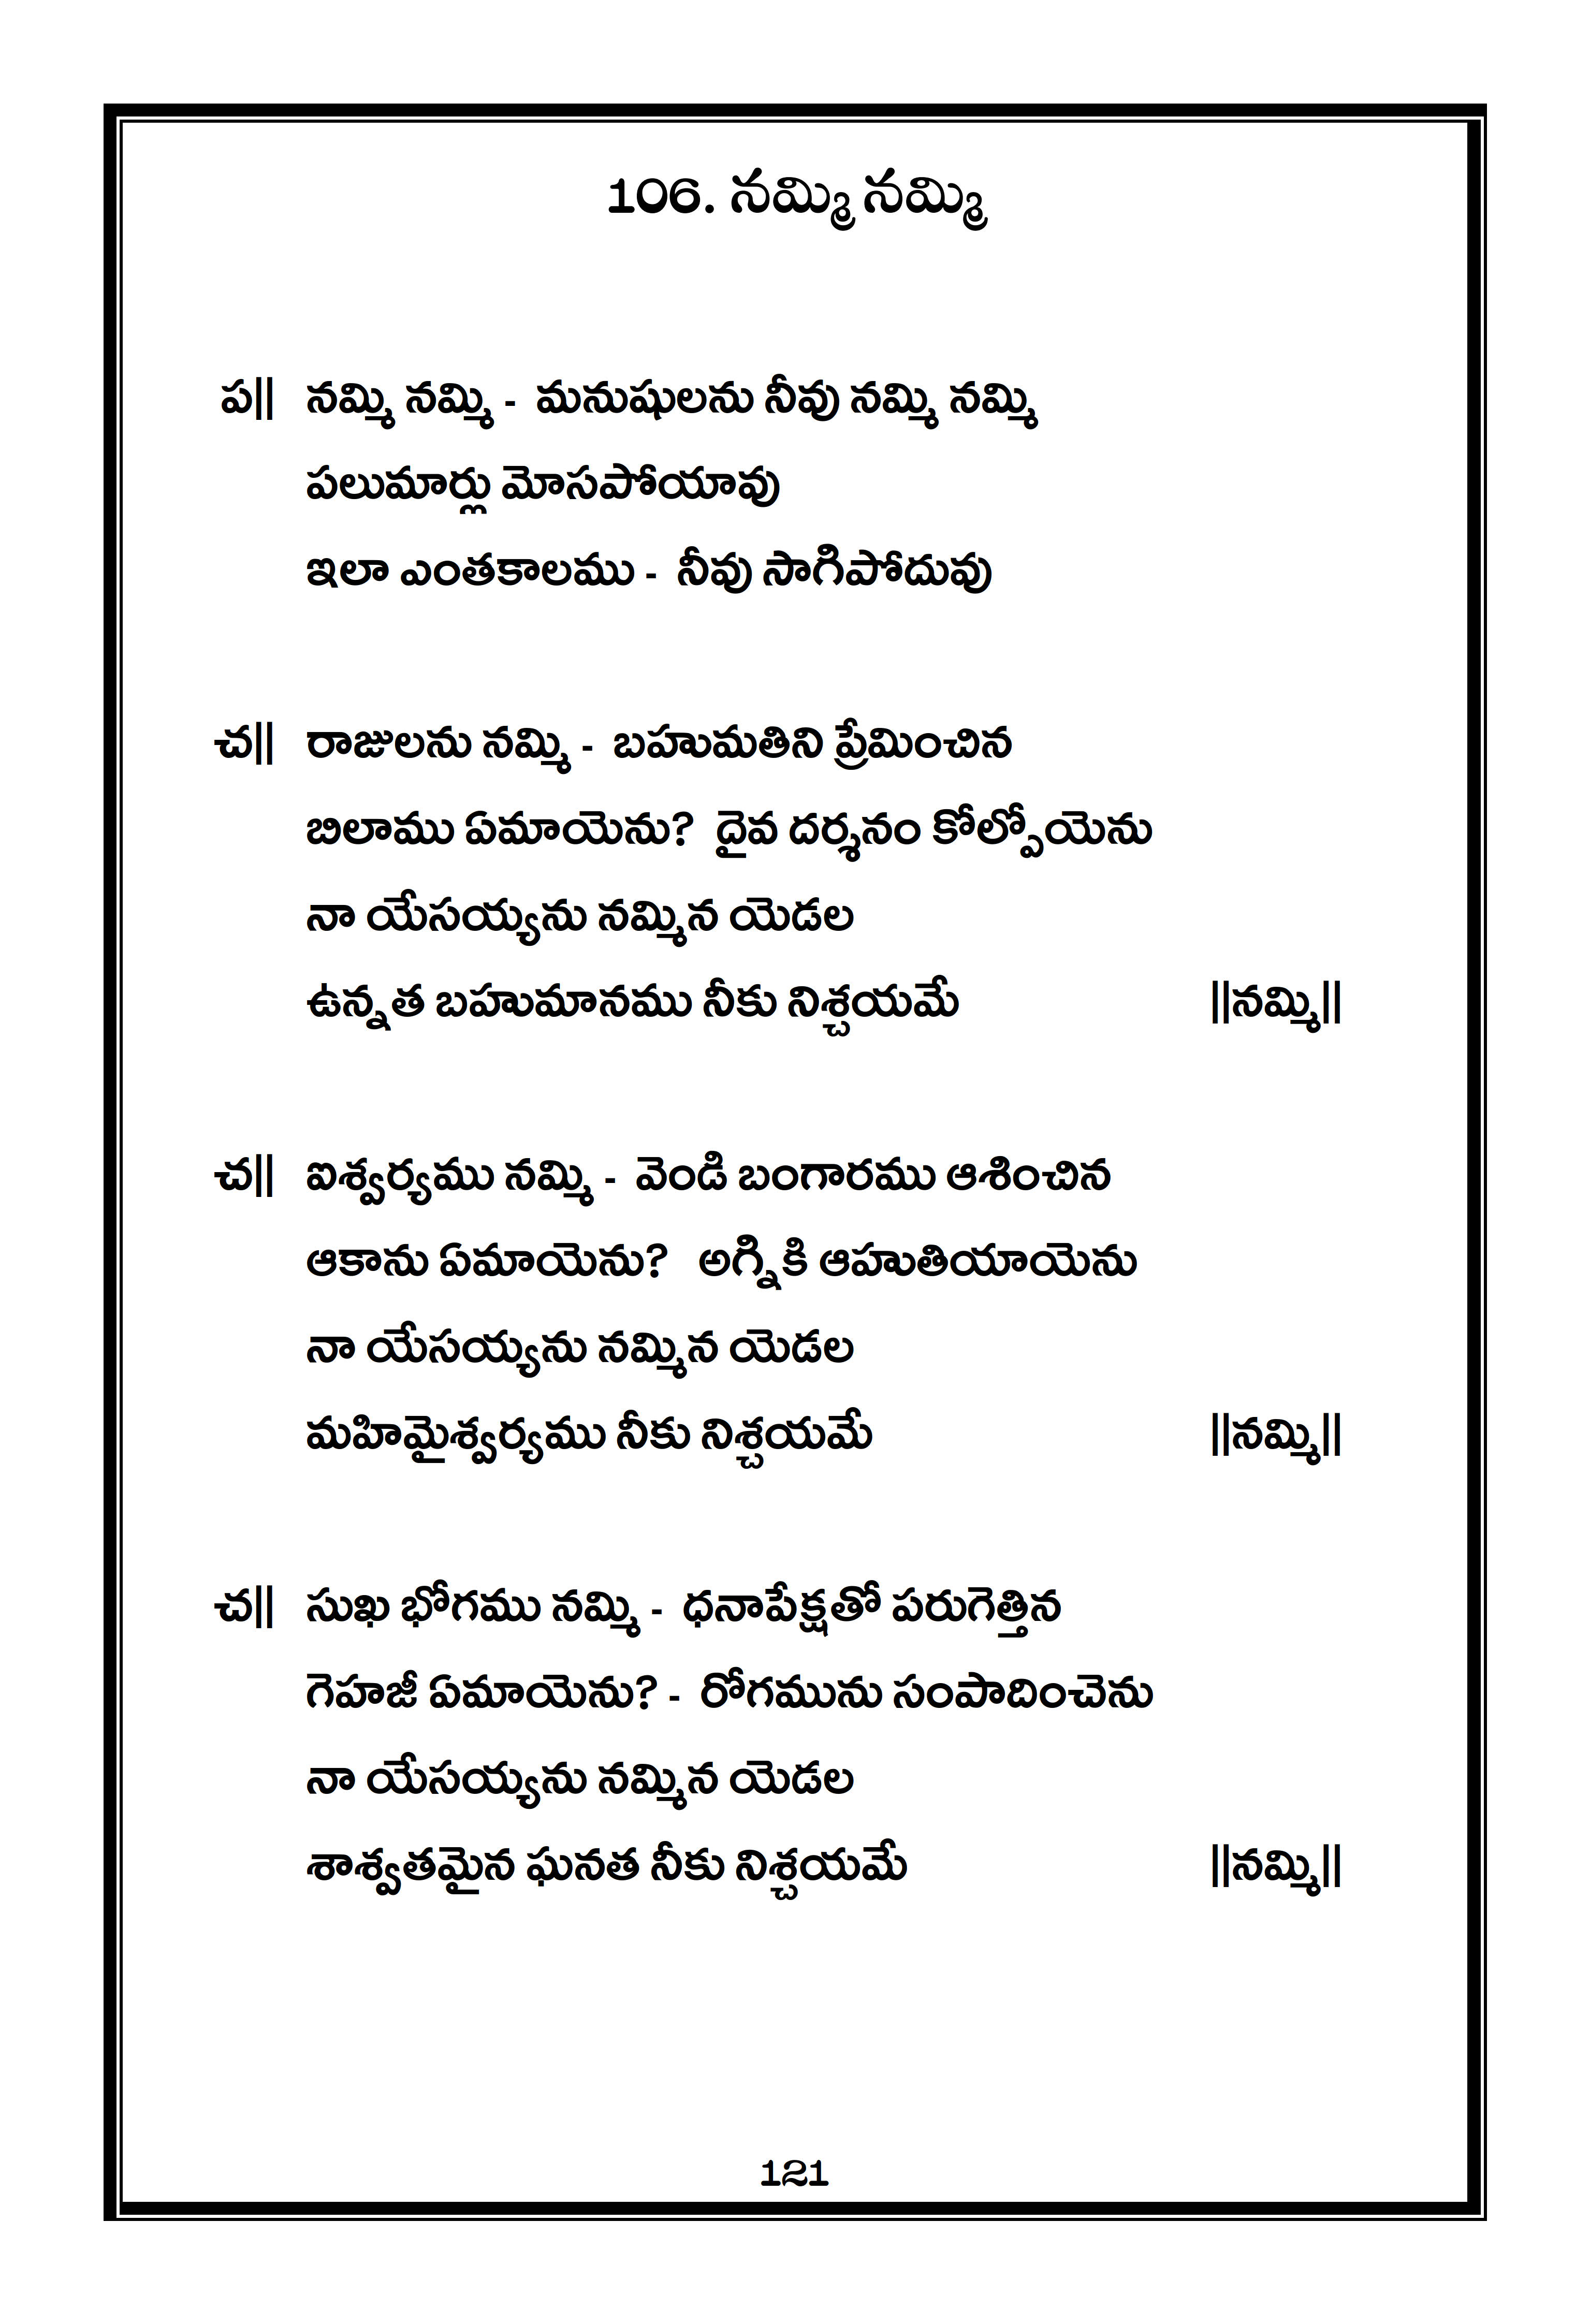 106. నమ్మి నమ్మి
ప|| నమ్మి నమ్మి - మనుషులను నీవు నమ్మి నమ్మి
పలుమార్లు మోసపోయావు
ఇలా ఎంతకాలము - నీవు సాగిపోదువు
చ|| రాజులను నమ్మి - బహుమతిని ప్రేమించిన
బిలాము ఏమాయెను? దైవ దర్శనం కోల్పోయెను
నా యేసయ్యను నమ్మిన యెడల
ఉన్నత బహుమానము నీకు నిశ్చయమే ||నమ్మి||
చ|| ఐశ్వర్యము నమ్మి - వెండి బంగారము ఆశించిన
ఆకాను ఏమాయెను? అగ్నికి ఆహుతియాయెను
నా యేసయ్యను నమ్మిన యెడల
మహిమైశ్వర్యము నీకు నిశ్చయమే ||నమ్మి||
చ|| సుఖ భోగము నమ్మి - ధనాపేక్షతో పరుగెత్తిన
గెహజీ ఏమాయెను? - రోగమును సంపాదించెను
నా యేసయ్యను నమ్మిన యెడల
శాశ్వతమైన ఘనత నీకు నిశ్చయమే ||నమ్మి||
121